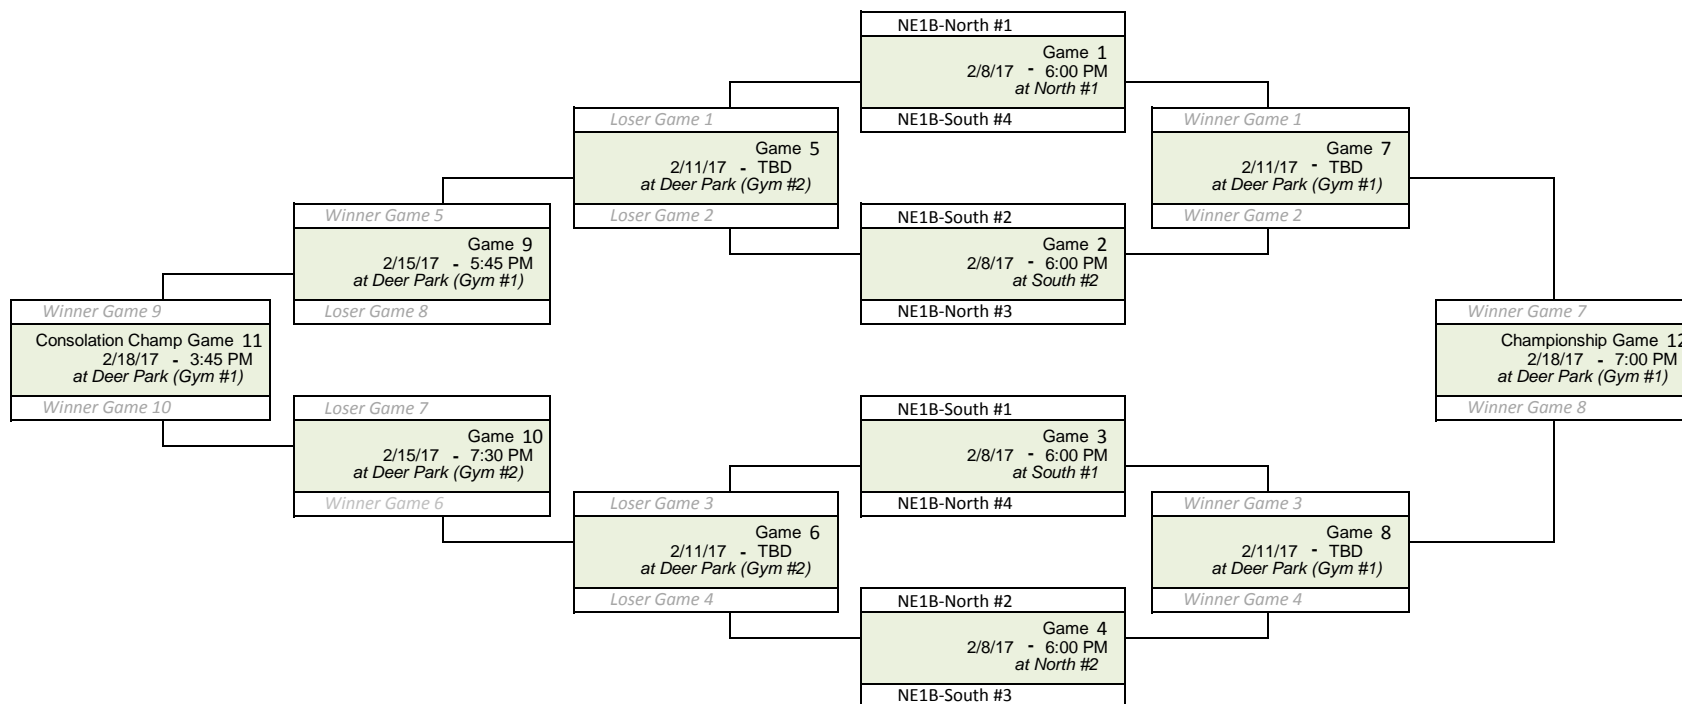 NE1B-North #1
Game 1
2/8/17 - 6:00 PM
at North #1
NE1B-South #4
Loser Game 1
Game 5
2/11/17 - TBD
at Deer Park (Gym #2)
Loser Game 2
Winner Game 1
Game 7
2/11/17 - TBD
at Deer Park (Gym #1)
Winner Game 2
Winner Game 5
Game 9
2/15/17 - 5:45 PM
at Deer Park (Gym #1)
Loser Game 8
NE1B-South #2
Game 2
2/8/17 - 6:00 PM
at South #2
NE1B-North #3
Winner Game 9
Consolation Champ Game 11
2/18/17 - 3:45 PM
at Deer Park (Gym #1)
Winner Game 10
Winner Game 7
Championship Game 12
2/18/17 - 7:00 PM
at Deer Park (Gym #1)
Winner Game 8
Loser Game 7
Game 10
2/15/17 - 7:30 PM
at Deer Park (Gym #2)
Winner Game 6
NE1B-South #1
Game 3
2/8/17 - 6:00 PM
at South #1
NE1B-North #4
Loser Game 3
Game 6
2/11/17 - TBD
at Deer Park (Gym #2)
Loser Game 4
Winner Game 3
Game 8
2/11/17 - TBD
at Deer Park (Gym #1)
Winner Game 4
NE1B-North #2
Game 4
2/8/17 - 6:00 PM
at North #2
NE1B-South #3